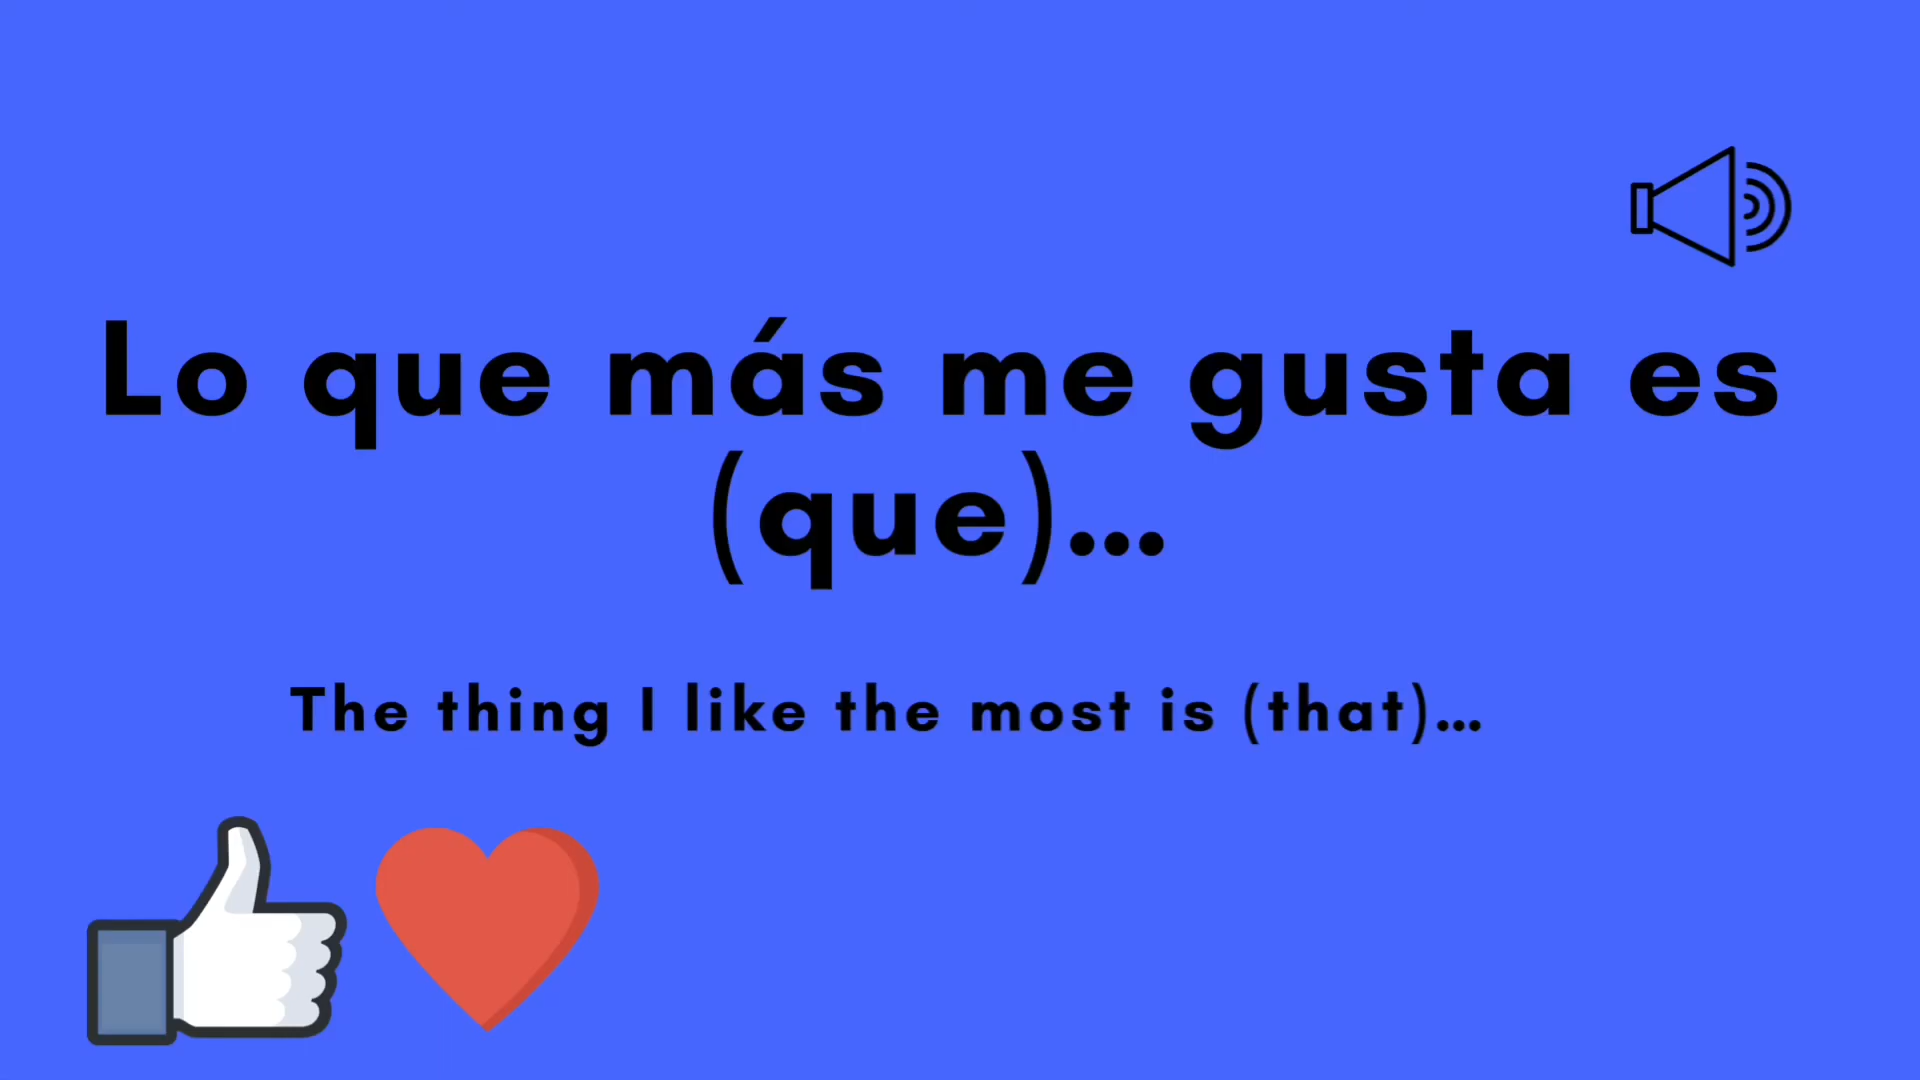 Lo que más me gusta es
(que)...
The thing I like the most is (that)...